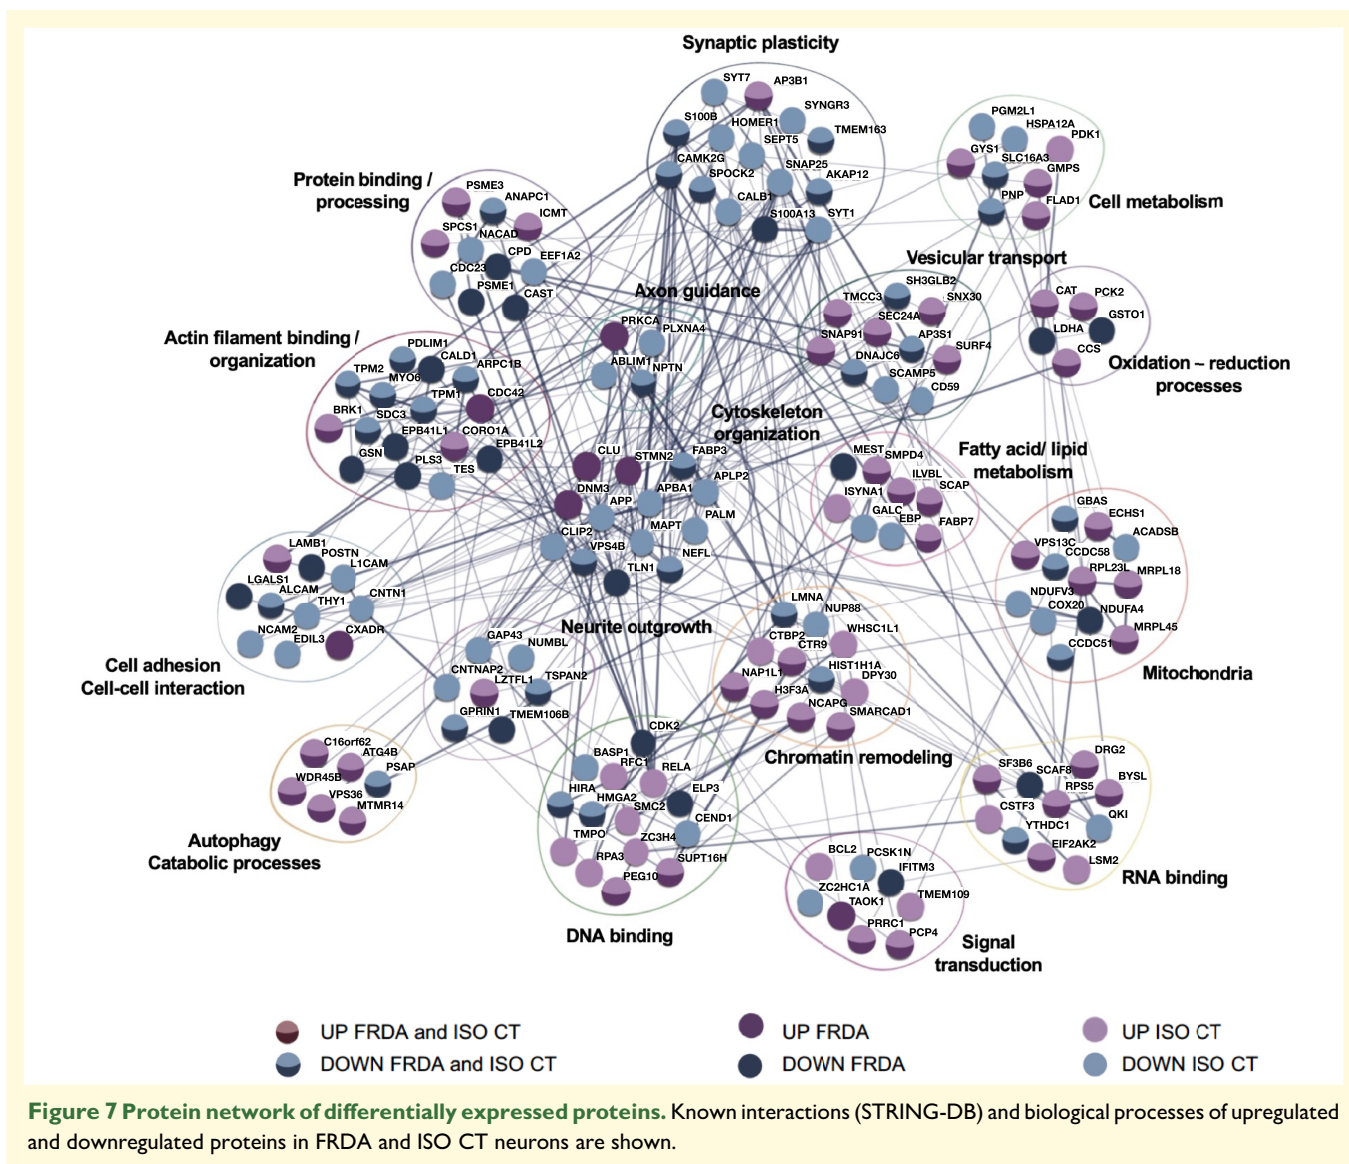 Synaptic plasticity
SYT7
AP3B1
SYNGR3
S100B
HOMER1
TMEM163
SEPT5
CAMK2G
SNAP25
SPOCK2
AKAP12
CALB1
S100A13
SYT1
PGM2L1
HSPA12A
PDK1
GYS1
SLC16A3
GMPS
PNP
FLAD1
Cell metabolism
Protein binding /
processing
PSME3
ANAPC1
ICMT
SPCS1
NACAD
CPD
EEF1A2
CDC23
PSME1
CAST
Axon guidance
PRKCA
PLXNA4
ABLIM1
NPTN
Vesicular transport
SH3GLB2
TMCC3
SNX30
SEC24A
SNAP91
AP3S1
SURF4
DNAJC6
SCAMP5
CD59
CAT
PCK2
GSTO1
LDHA
CCS
Oxidation – reduction
processes
Actin filament binding /
organization
PDLIM1
CALD1
ARPC1B
TPM2
MYO6
TPM1
CDC42
BRK1
SDC3
EPB41L1
CORO1A
EPB41L2
GSN
PLS3
TES
Cytoskeleton
organization
CLU
STMN2
FABP3
DNM3
APP
APBA1
APLP2
PALM
CLIP2
MAPT
VPS4B
NEFL
TLN1
Fatty acid/ lipid
metabolism
MEST
SMPD4
ILVBL
SCAP
ISYNA1
GALC
EBP
FABP7
GBAS
ECHS1
ACADSB
VPS13C
CCDC58
RPL23L
MRPL18
NDUFV3
COX20
NDUFA4
MRPL45
CCDC51
Mitochondria
LAMB1
POSTN
L1CAM
LGALS1
ALCAM
THY1
CNTN1
NCAM2
EDIL3
CXADR
Cell adhesion
Cell-cell interaction
Neurite outgrowth
GAP43
NUMBL
CNTNAP2
LZTFL1
TSPAN2
GPRIN1
TMEM106B
LMNA
NUP88
CTBP2
WHSC1L1
CTR9
HIST1H1A
NAP1L1
DPY30
H3F3A
NCAPG
SMARCAD1
Chromatin remodeling
C16orf62
ATG4B
WDR45B
PSAP
VPS36
MTMR14
Autophagy
Catabolic processes
CDK2
BASP1
RFC1
RELA
HIRA
ELP3
HMGA2
SMC2
CEND1
TMPO
ZC3H4
RPA3
SUPT16H
PEG10
DNA binding
DRG2
SF3B6
SCAF8
BYSL
RPS5
CSTF3
QKI
YTHDC1
EIF2AK2
LSM2
RNA binding
BCL2
PCSK1N
IFITM3
ZC2HC1A
TMEM109
TAOK1
PRRC1
PCP4
Signal
transduction
UP FRDA and ISO CT
UP FRDA
UP ISO CT
DOWN FRDA and ISO CT
DOWN FRDA
DOWN ISO CT
Figure 7 Protein network of differentially expressed proteins. Known interactions (STRING-DB) and biological processes of upregulated
and downregulated proteins in FRDA and ISO CT neurons are shown.